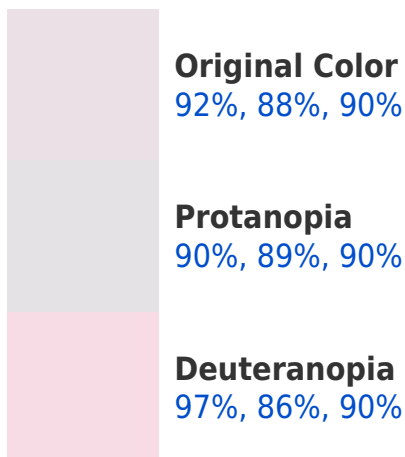 Original Color
92%, 88%, 90%
Protanopia
90%, 89%, 90%
Deuteranopia
97%, 86%, 90%